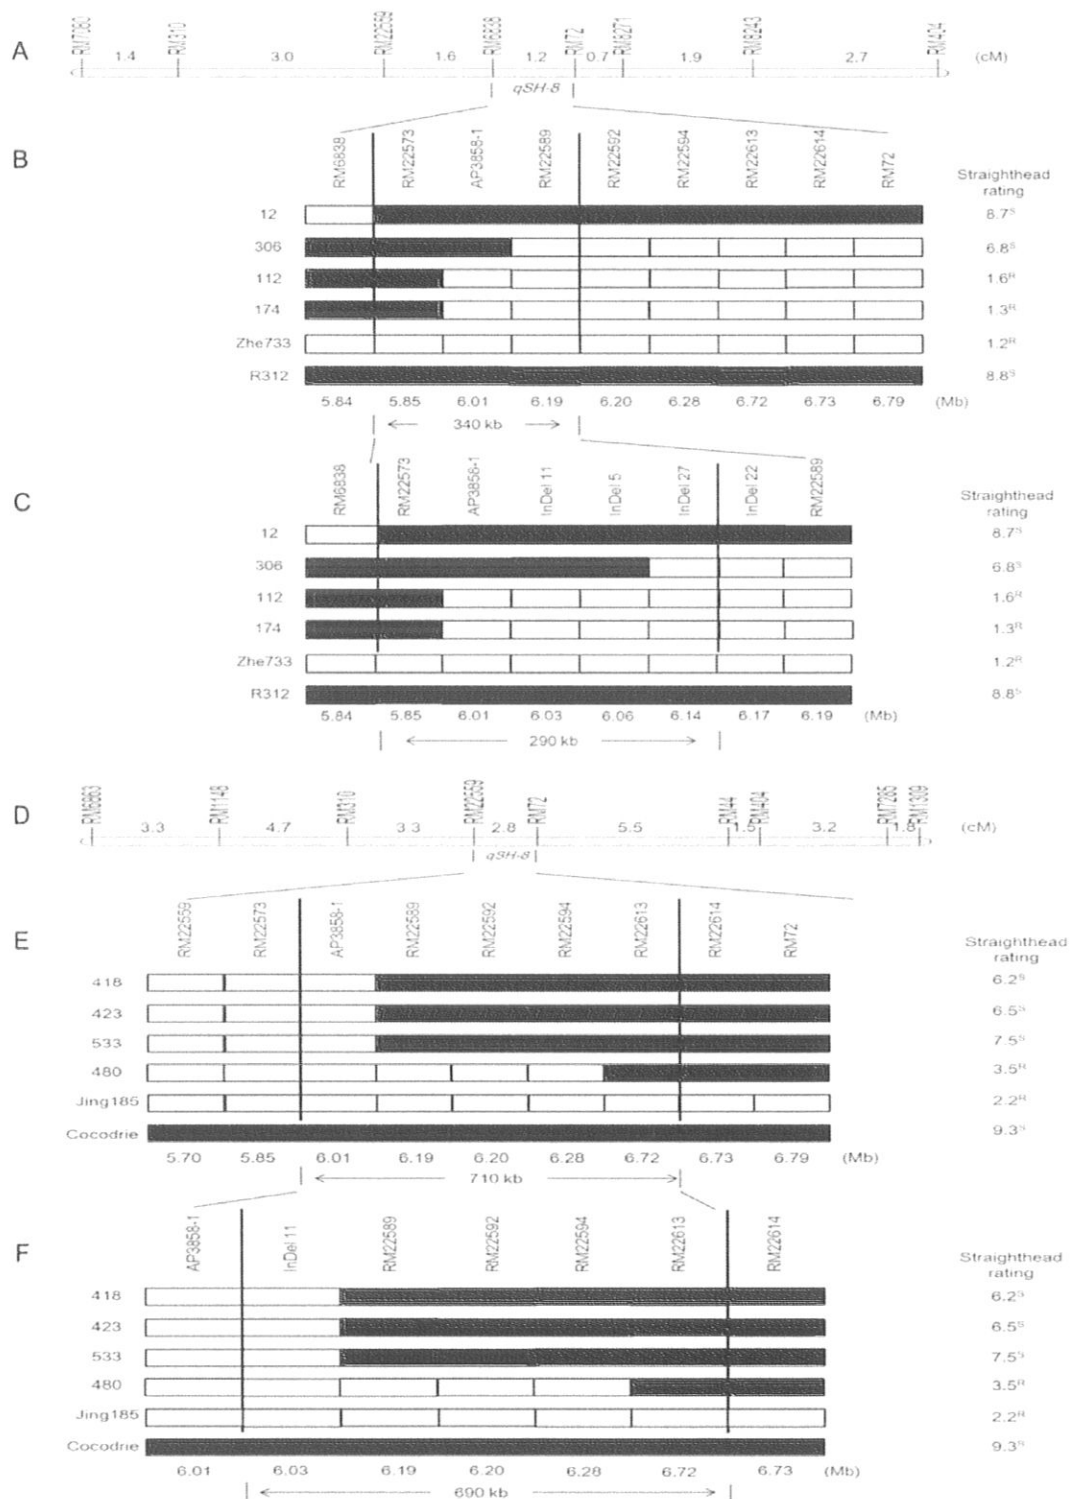 A
RM7080 RM310 RM22559 RM6838 RM72 RM8271 RM8243 RM404
1.4 3.0 1.6 1.2 0.7 1.9 2.7 (cM)
qSH-8
B
RM6838 RM22573 AP3858-1 RM22589 RM22592 RM22594 RM22613 RM22614 RM72
Straighthead
rating
12 8.7S
306 6.8S
112 1.6R
174 1.3R
Zhe733 1.2R
R312 8.8S
5.84 5.85 6.01 6.19 6.20 6.28 6.72 6.73 6.79 (Mb)
340 kb
C
RM6838 RM22573 AP3858-1 InDel 11 InDel 5 InDel 27 InDel 22 RM22589
Straighthead
rating
12 8.7S
306 6.8S
112 1.6R
174 1.3R
Zhe733 1.2R
R312 8.8S
5.84 5.85 6.01 6.03 6.06 6.14 6.17 6.19 (Mb)
290 kb
D
RM6863 RM1148 RM310 RM22559 RM72 RM44 RM404 RM7285 RM1309
3.3 4.7 3.3 2.8 5.5 1.5 3.2 1.8 (cM)
qSH-8
E
RM22559 RM22573 AP3858-1 RM22589 RM22592 RM22594 RM22613 RM22614 RM72
Straighthead
rating
418 6.2S
423 6.5S
533 7.5S
480 3.5R
Jing185 2.2R
Cocodrie 9.3S
5.70 5.85 6.01 6.19 6.20 6.28 6.72 6.73 6.79 (Mb)
710 kb
F
AP3858-1 InDel 11 RM22589 RM22592 RM22594 RM22613 RM22614
Straighthead
rating
418 6.2S
423 6.5S
533 7.5S
480 3.5R
Jing185 2.2R
Cocodrie 9.3S
6.01 6.03 6.19 6.20 6.28 6.72 6.73 (Mb)
690 kb